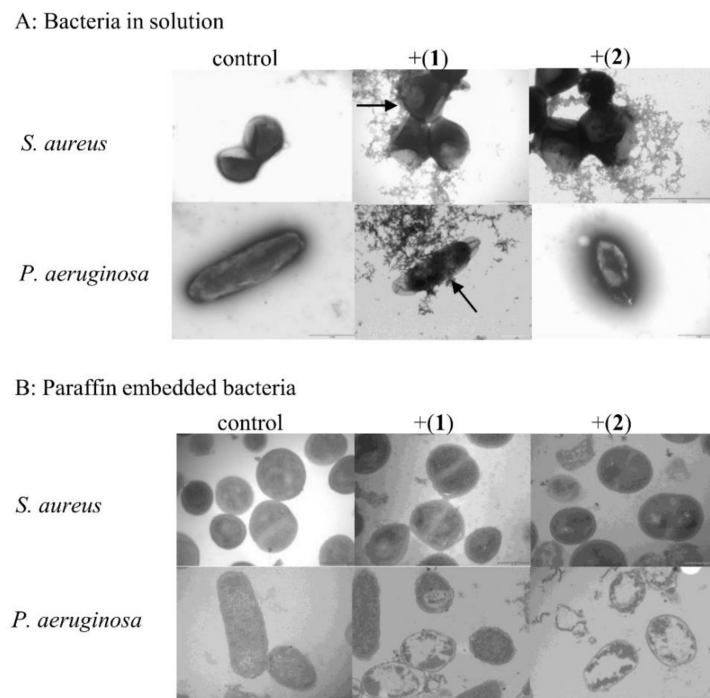 A: Bacteria in solution
control +(1) +(2)
S. aureus
P. aeruginosa
B: Paraffin embedded bacteria
control +(1) +(2)
S. aureus
P. aeruginosa